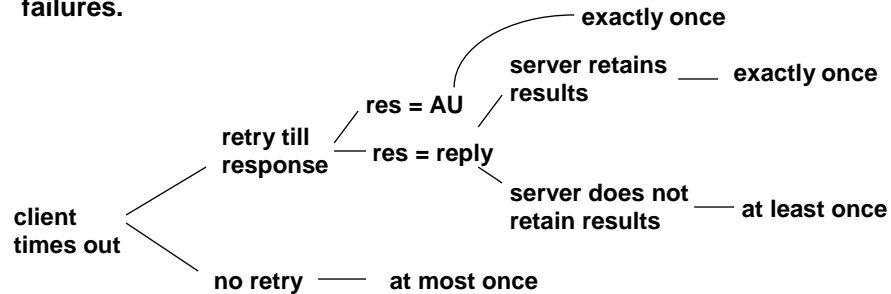 failures.
exactly once
server retains
results
exactly once
res = AU
retry till
response
res = reply
server does not
retain results
at least once
client
times out
no retry
at most once